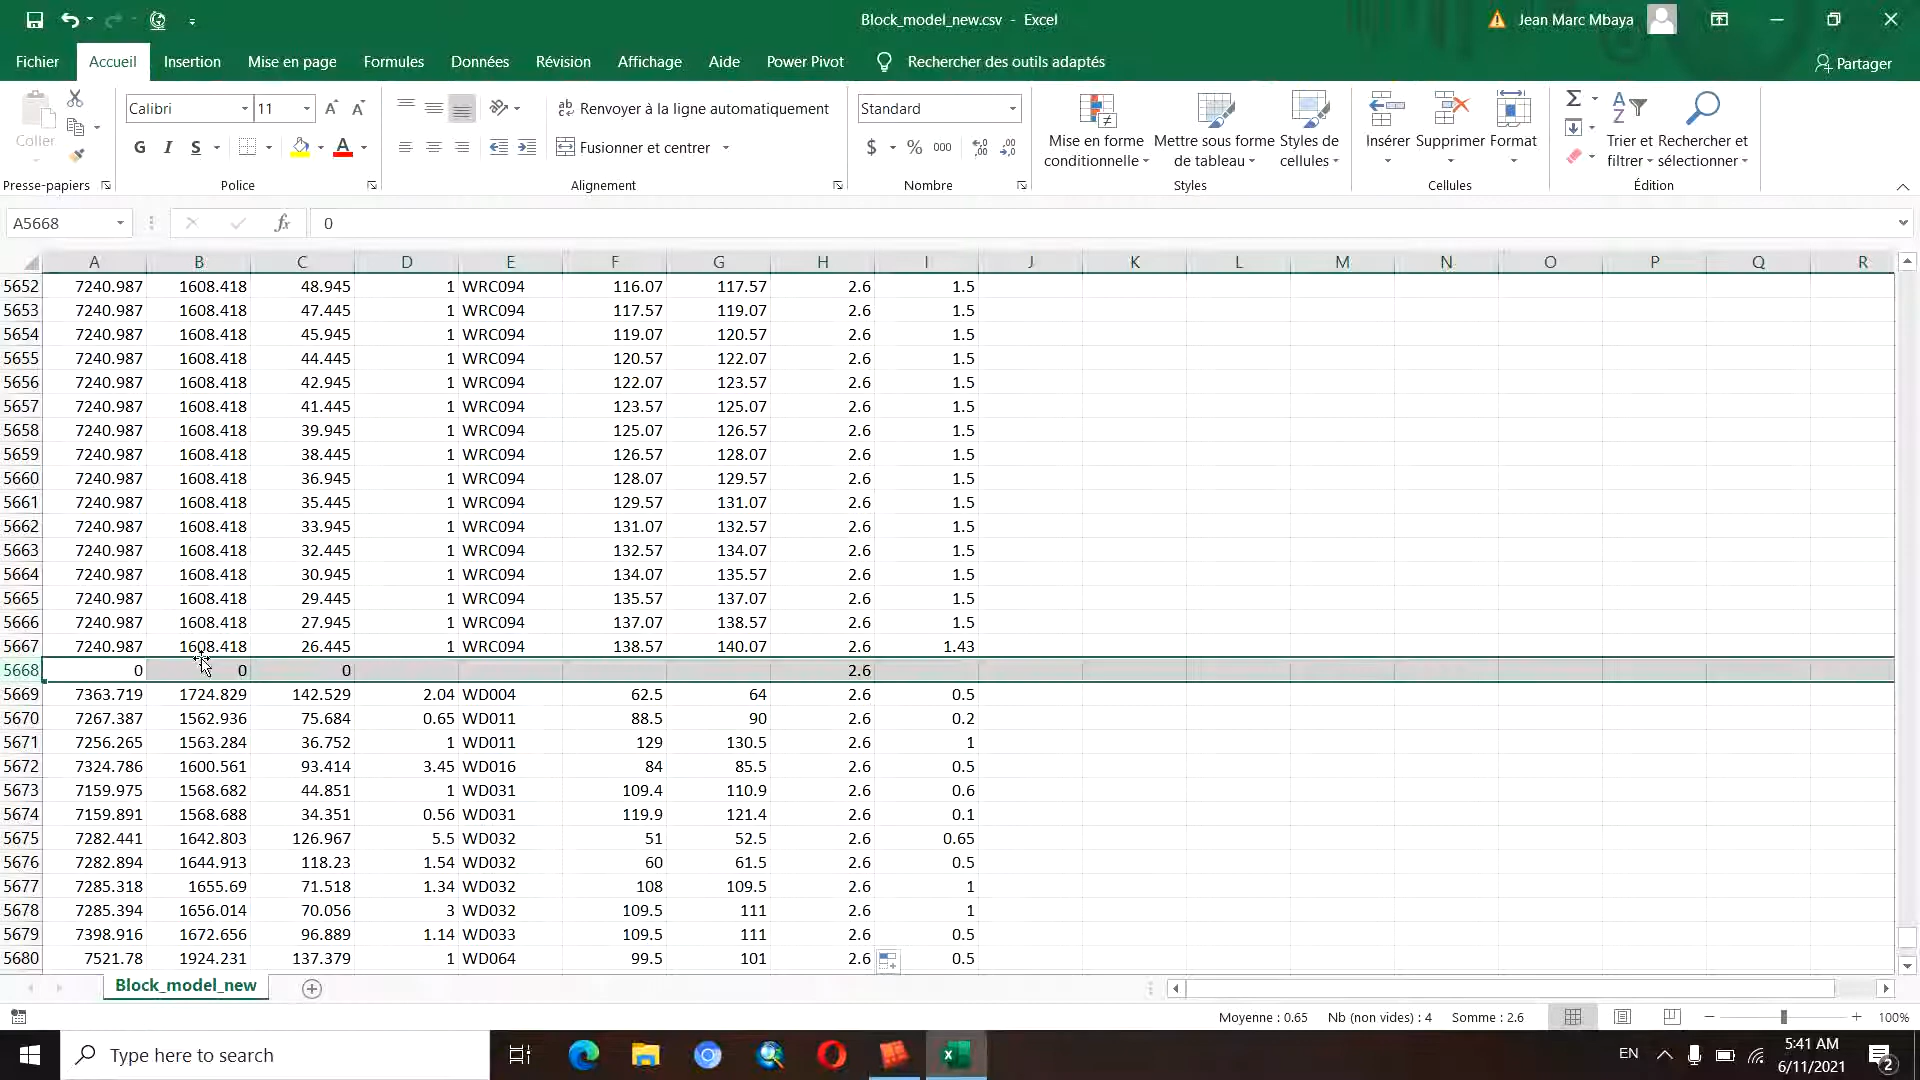 Block_model_new.csv - Excel
Jean Marc Mbaya
Fichier Accueil Insertion Mise en page Formules Données Révision Affichage Aide Power Pivot Rechercher des outils adaptés Partager
Coller
Presse-papiers
Calibri 11
G I S
Police
Renvoyer à la ligne automatiquement
Fusionner et centrer
Alignement
Standard
$ % 000
Nombre
Mise en forme conditionnelle
Mettre sous forme de tableau
Styles de cellules
Styles
Insérer Supprimer Format
Cellules
Trier et filtrer
Rechercher et sélectionner
Édition
A5668 fx 0
A B C D E F G H I J K L M N O P Q R
5652 7240.987 1608.418 48.945 1 WRC094 116.07 117.57 2.6 1.5
5653 7240.987 1608.418 47.445 1 WRC094 117.57 119.07 2.6 1.5
5654 7240.987 1608.418 45.945 1 WRC094 119.07 120.57 2.6 1.5
5655 7240.987 1608.418 44.445 1 WRC094 120.57 122.07 2.6 1.5
5656 7240.987 1608.418 42.945 1 WRC094 122.07 123.57 2.6 1.5
5657 7240.987 1608.418 41.445 1 WRC094 123.57 125.07 2.6 1.5
5658 7240.987 1608.418 39.945 1 WRC094 125.07 126.57 2.6 1.5
5659 7240.987 1608.418 38.445 1 WRC094 126.57 128.07 2.6 1.5
5660 7240.987 1608.418 36.945 1 WRC094 128.07 129.57 2.6 1.5
5661 7240.987 1608.418 35.445 1 WRC094 129.57 131.07 2.6 1.5
5662 7240.987 1608.418 33.945 1 WRC094 131.07 132.57 2.6 1.5
5663 7240.987 1608.418 32.445 1 WRC094 132.57 134.07 2.6 1.5
5664 7240.987 1608.418 30.945 1 WRC094 134.07 135.57 2.6 1.5
5665 7240.987 1608.418 29.445 1 WRC094 135.57 137.07 2.6 1.5
5666 7240.987 1608.418 27.945 1 WRC094 137.07 138.57 2.6 1.5
5667 7240.987 1608.418 26.445 1 WRC094 138.57 140.07 2.6 1.43
5668 0 0 0 2.6
5669 7363.719 1724.829 142.529 2.04 WD004 62.5 64 2.6 0.5
5670 7267.387 1562.936 75.684 0.65 WD011 88.5 90 2.6 0.2
5671 7256.265 1563.284 36.752 1 WD011 129 130.5 2.6 1
5672 7324.786 1600.561 93.414 3.45 WD016 84 85.5 2.6 0.5
5673 7159.975 1568.682 44.851 1 WD031 109.4 110.9 2.6 0.6
5674 7159.891 1568.688 34.351 0.56 WD031 119.9 121.4 2.6 0.1
5675 7282.441 1642.803 126.967 5.5 WD032 51 52.5 2.6 0.65
5676 7282.894 1644.913 118.23 1.54 WD032 60 61.5 2.6 0.5
5677 7285.318 1655.69 71.518 1.34 WD032 108 109.5 2.6 1
5678 7285.394 1656.014 70.056 3 WD032 109.5 111 2.6 1
5679 7398.916 1672.656 96.889 1.14 WD033 109.5 111 2.6 0.5
5680 7521.78 1924.231 137.379 1 WD064 99.5 101 2.6 0.5
Block_model_new
Moyenne : 0.65 Nb (non vides) : 4 Somme : 2.6 100%
Type here to search
EN
5:41 AM
6/11/2021
2